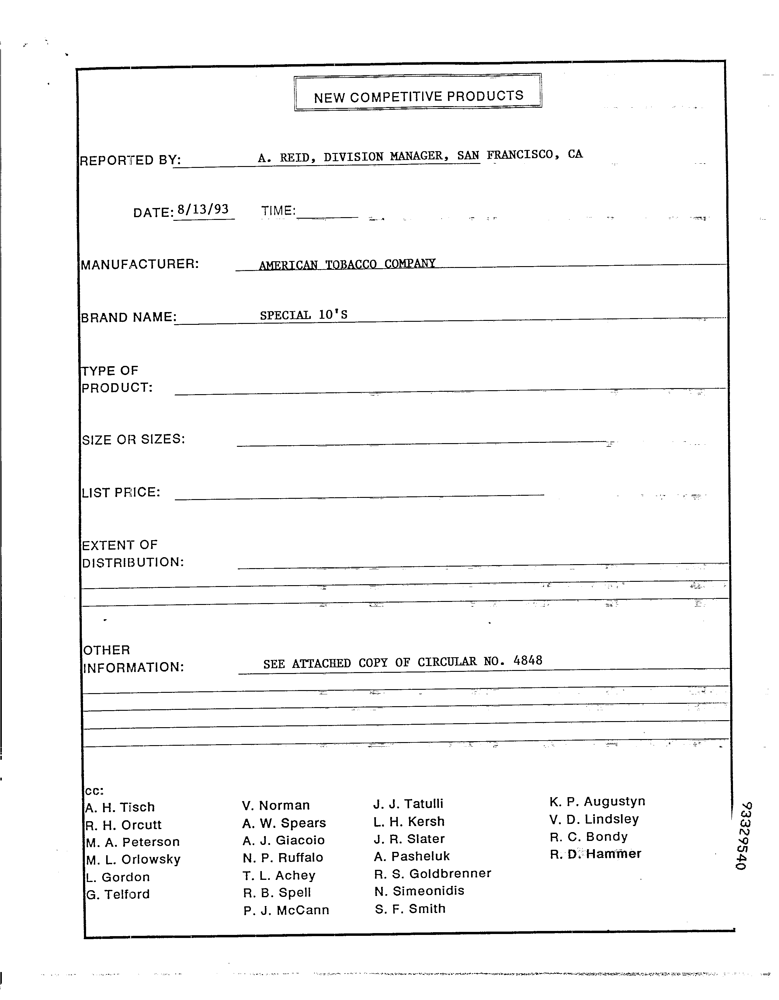 NEW COMPETITIVE PRODUCTS
REPORTED BY: A. REID, DIVISION MANAGER, SAN FRANCISCO, CA
DATE: 8/13/93 TIME:
MANUFACTURER: AMERICAN TOBACCO COMPANY
BRAND NAME: SPECIAL 10'S
TYPE OF
PRODUCT:
SIZE OR SIZES:
LIST PRICE:
EXTENT OF
DISTRIBUTION:
OTHER
INFORMATION: SEE ATTACHED COPY OF CIRCULAR NO. 4848
cc:
A. H. Tisch
R. H. Orcutt
M. A. Peterson
M. L. Orlowsky
L. Gordon
G. Telford
V. Norman
A. W. Spears
A. J. Giacoio
N. P. Ruffalo
T. L. Achey
R. B. Spell
P. J. McCann
J. J. Tatulli
L. H. Kersh
J. R. Slater
A. Pasheluk
R. S. Goldbrenner
N. Simeonidis
S. F. Smith
K. P. Augustyn
V. D. Lindsley
R. C. Bondy
R. D. Hammer
93329540